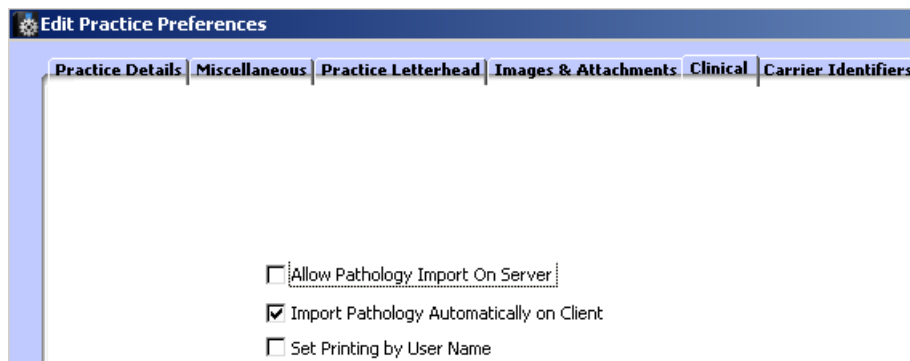 Edit Practice Preferences
Practice Details Miscellaneous Practice Letterhead Images & Attachments Clinical Carrier Identifiers
Allow Pathology Import On Server
Import Pathology Automatically on Client
Set Printing by User Name